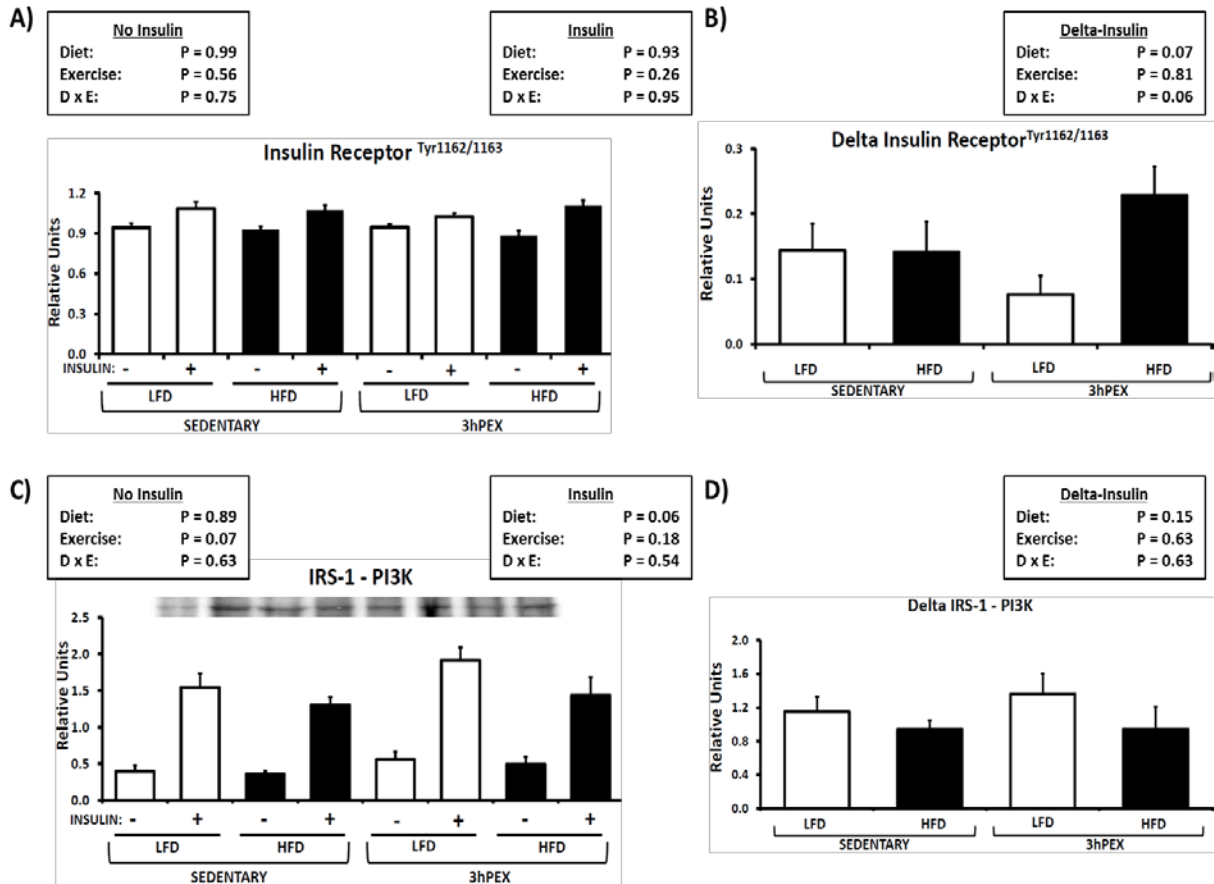 A)
No Insulin
Diet: P = 0.99
Exercise: P = 0.56
D x E: P = 0.75
Insulin
Diet: P = 0.93
Exercise: P = 0.26
D x E: P = 0.95
Insulin Receptor Tyr1162/1163
Relative Units
1.2
0.9
0.6
0.3
0.0
INSULIN: - + - + - + - +
LFD HFD LFD HFD
SEDENTARY 3hPEX
B)
Delta-Insulin
Diet: P = 0.07
Exercise: P = 0.81
D x E: P = 0.06
Delta Insulin Receptor Tyr1162/1163
Relative Units
0.3
0.2
0.1
0.0
LFD HFD LFD HFD
SEDENTARY 3hPEX
C)
No Insulin
Diet: P = 0.89
Exercise: P = 0.07
D x E: P = 0.63
Insulin
Diet: P = 0.06
Exercise: P = 0.18
D x E: P = 0.54
IRS-1 - PI3K
Relative Units
2.5
2.0
1.5
1.0
0.5
0.0
INSULIN: - + - + - + - +
LFD HFD LFD HFD
SEDENTARY 3hPEX
D)
Delta-Insulin
Diet: P = 0.15
Exercise: P = 0.63
D x E: P = 0.63
Delta IRS-1 - PI3K
Relative Units
2.0
1.6
1.2
0.8
0.4
0.0
LFD HFD LFD HFD
SEDENTARY 3hPEX